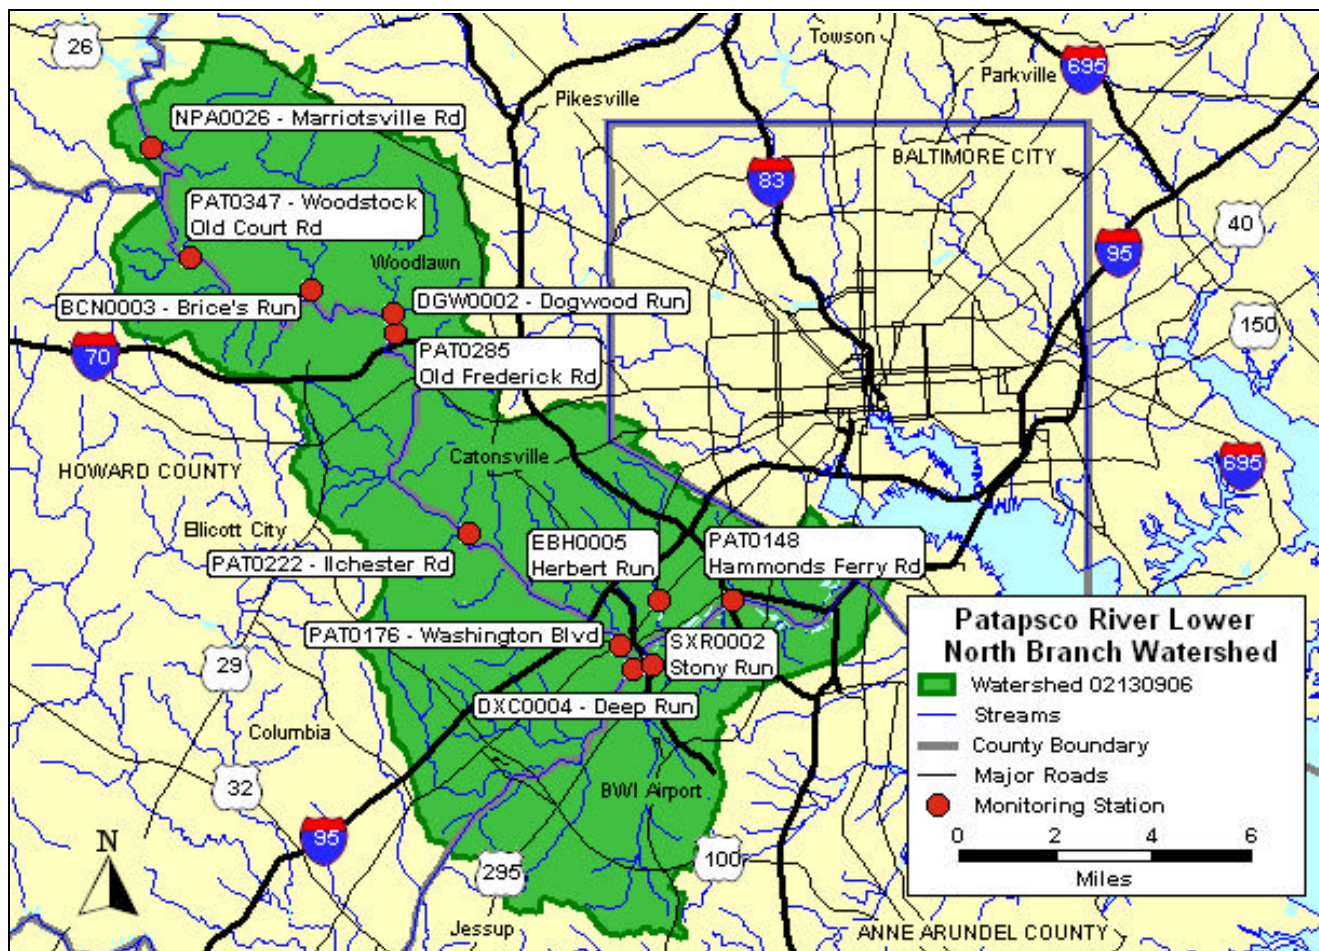 26
Towson
Parkville
695
Pikesville
NPA0026 - Marriotsville Rd
BALTIMORE CITY
83
PAT0347 - Woodstock
Old Court Rd
40
95
Woodlawn
BCN0003 - Brice's Run
DGW0002 - Dogwood Run
150
70
PAT0285
Old Frederick Rd
HOWARD COUNTY
Catonsville
695
Ellicott City
EBH0005
Herbert Run
PAT0148
Hammonds Ferry Rd
PAT0222 - Ilchester Rd
PAT0176 - Washington Blvd
SXR0002
Stony Run
29
DXC0004 - Deep Run
Columbia
32
BWI Airport
95
295
100
Jessup
ANNE ARUNDEL COUNTY
N
Patapsco River Lower
North Branch Watershed
Watershed 02130906
Streams
County Boundary
Major Roads
Monitoring Station
0 2 4 6
Miles